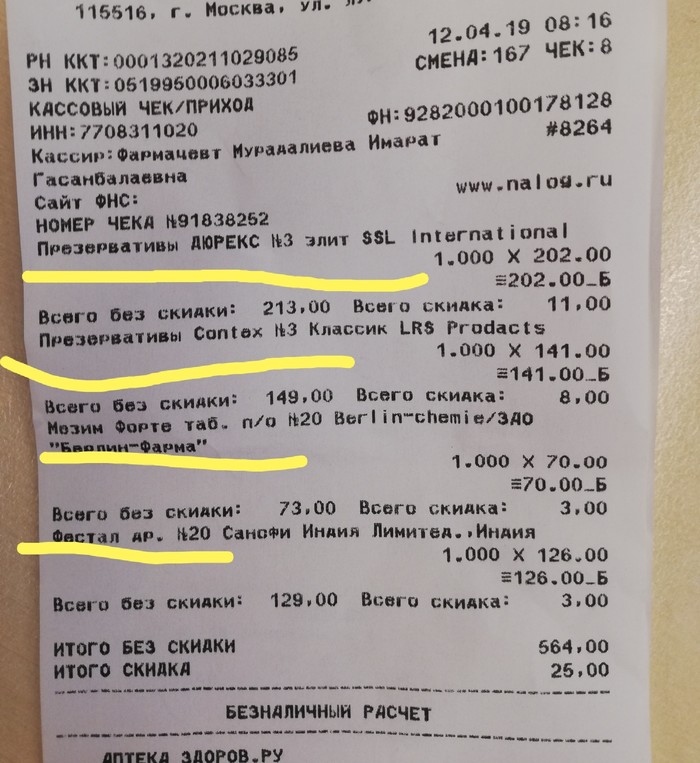 115516, г. Москва, ул.
12.04.19 08:16
РН ККТ:0001320211029085
СМЕНА:167 ЧЕК:8
ЗН ККТ:05199500060­33301
КАССОВЫЙ ЧЕК/ПРИХОД
ФН:9282000100178128
ИНН:7708311020
#8264
Кассир:Фармацевт Мурадалиева Имарат
Гасанбалаевна
www.nalog.ru
Сайт ФНС:
НОМЕР ЧЕКА №91838252
Презервативы ДЮРЕКС №3 элит SSL International
1.000 X 202.00
≡202.00_Б
Всего без скидки: 213,00 Всего скидка: 11,00
Презервативы Contex №3 Классик LRS Prodacts
1.000 X 141.00
≡141.00_Б
Всего без скидки: 149,00 Всего скидка: 8,00
Мезим Форте таб. п/о №20 Berlin-chemie/ЗАО
"Берлин-Фарма"
1.000 X 70.00
≡70.00_Б
Всего без скидки: 73,00 Всего скидка: 3,00
Фестал др. №20 Санофи Индия Лимитед.,Индия
1.000 X 126.00
≡126.00_Б
Всего без скидки: 129,00 Всего скидка: 3,00
ИТОГО БЕЗ СКИДКИ 564,00
ИТОГО СКИДКА 25,00
БЕЗНАЛИЧНЫЙ РАСЧЕТ
АПТЕКА ЗДОРОВ.РУ